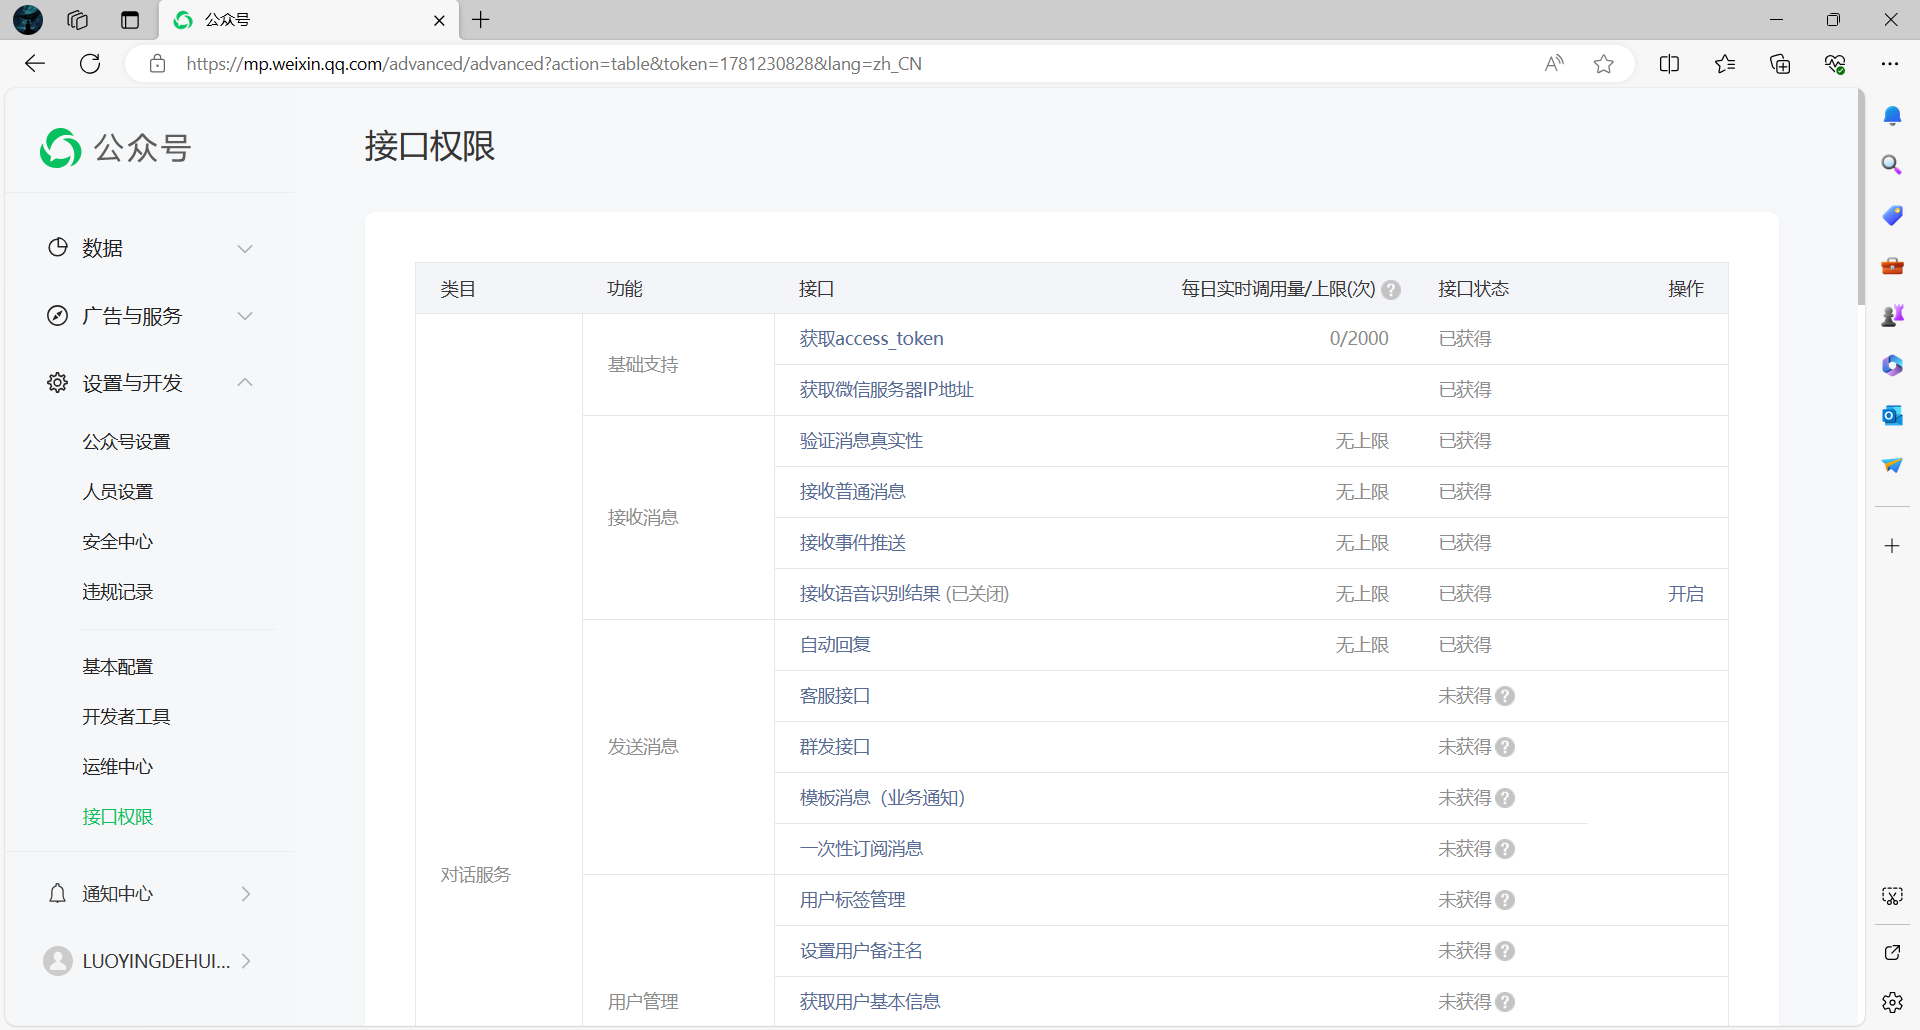 公众号
https://mp.weixin.qq.com/advanced/advanced?action=table&token=1781230828&lang=zh_CN
公众号
接口权限
数据
广告与服务
设置与开发
公众号设置
人员设置
安全中心
违规记录
基本配置
开发者工具
运维中心
接口权限
通知中心
LUOYINGDEHUI...
类目 功能 接口 每日实时调用量/上限(次) 接口状态 操作
对话服务
基础支持
获取access_token 0/2000 已获得
获取微信服务器IP地址 已获得
接收消息
验证消息真实性 无上限 已获得
接收普通消息 无上限 已获得
接收事件推送 无上限 已获得
接收语音识别结果 (已关闭) 无上限 已获得 开启
发送消息
自动回复 无上限 已获得
客服接口 未获得
群发接口 未获得
模板消息（业务通知） 未获得
一次性订阅消息 未获得
用户管理
用户标签管理 未获得
设置用户备注名 未获得
获取用户基本信息 未获得